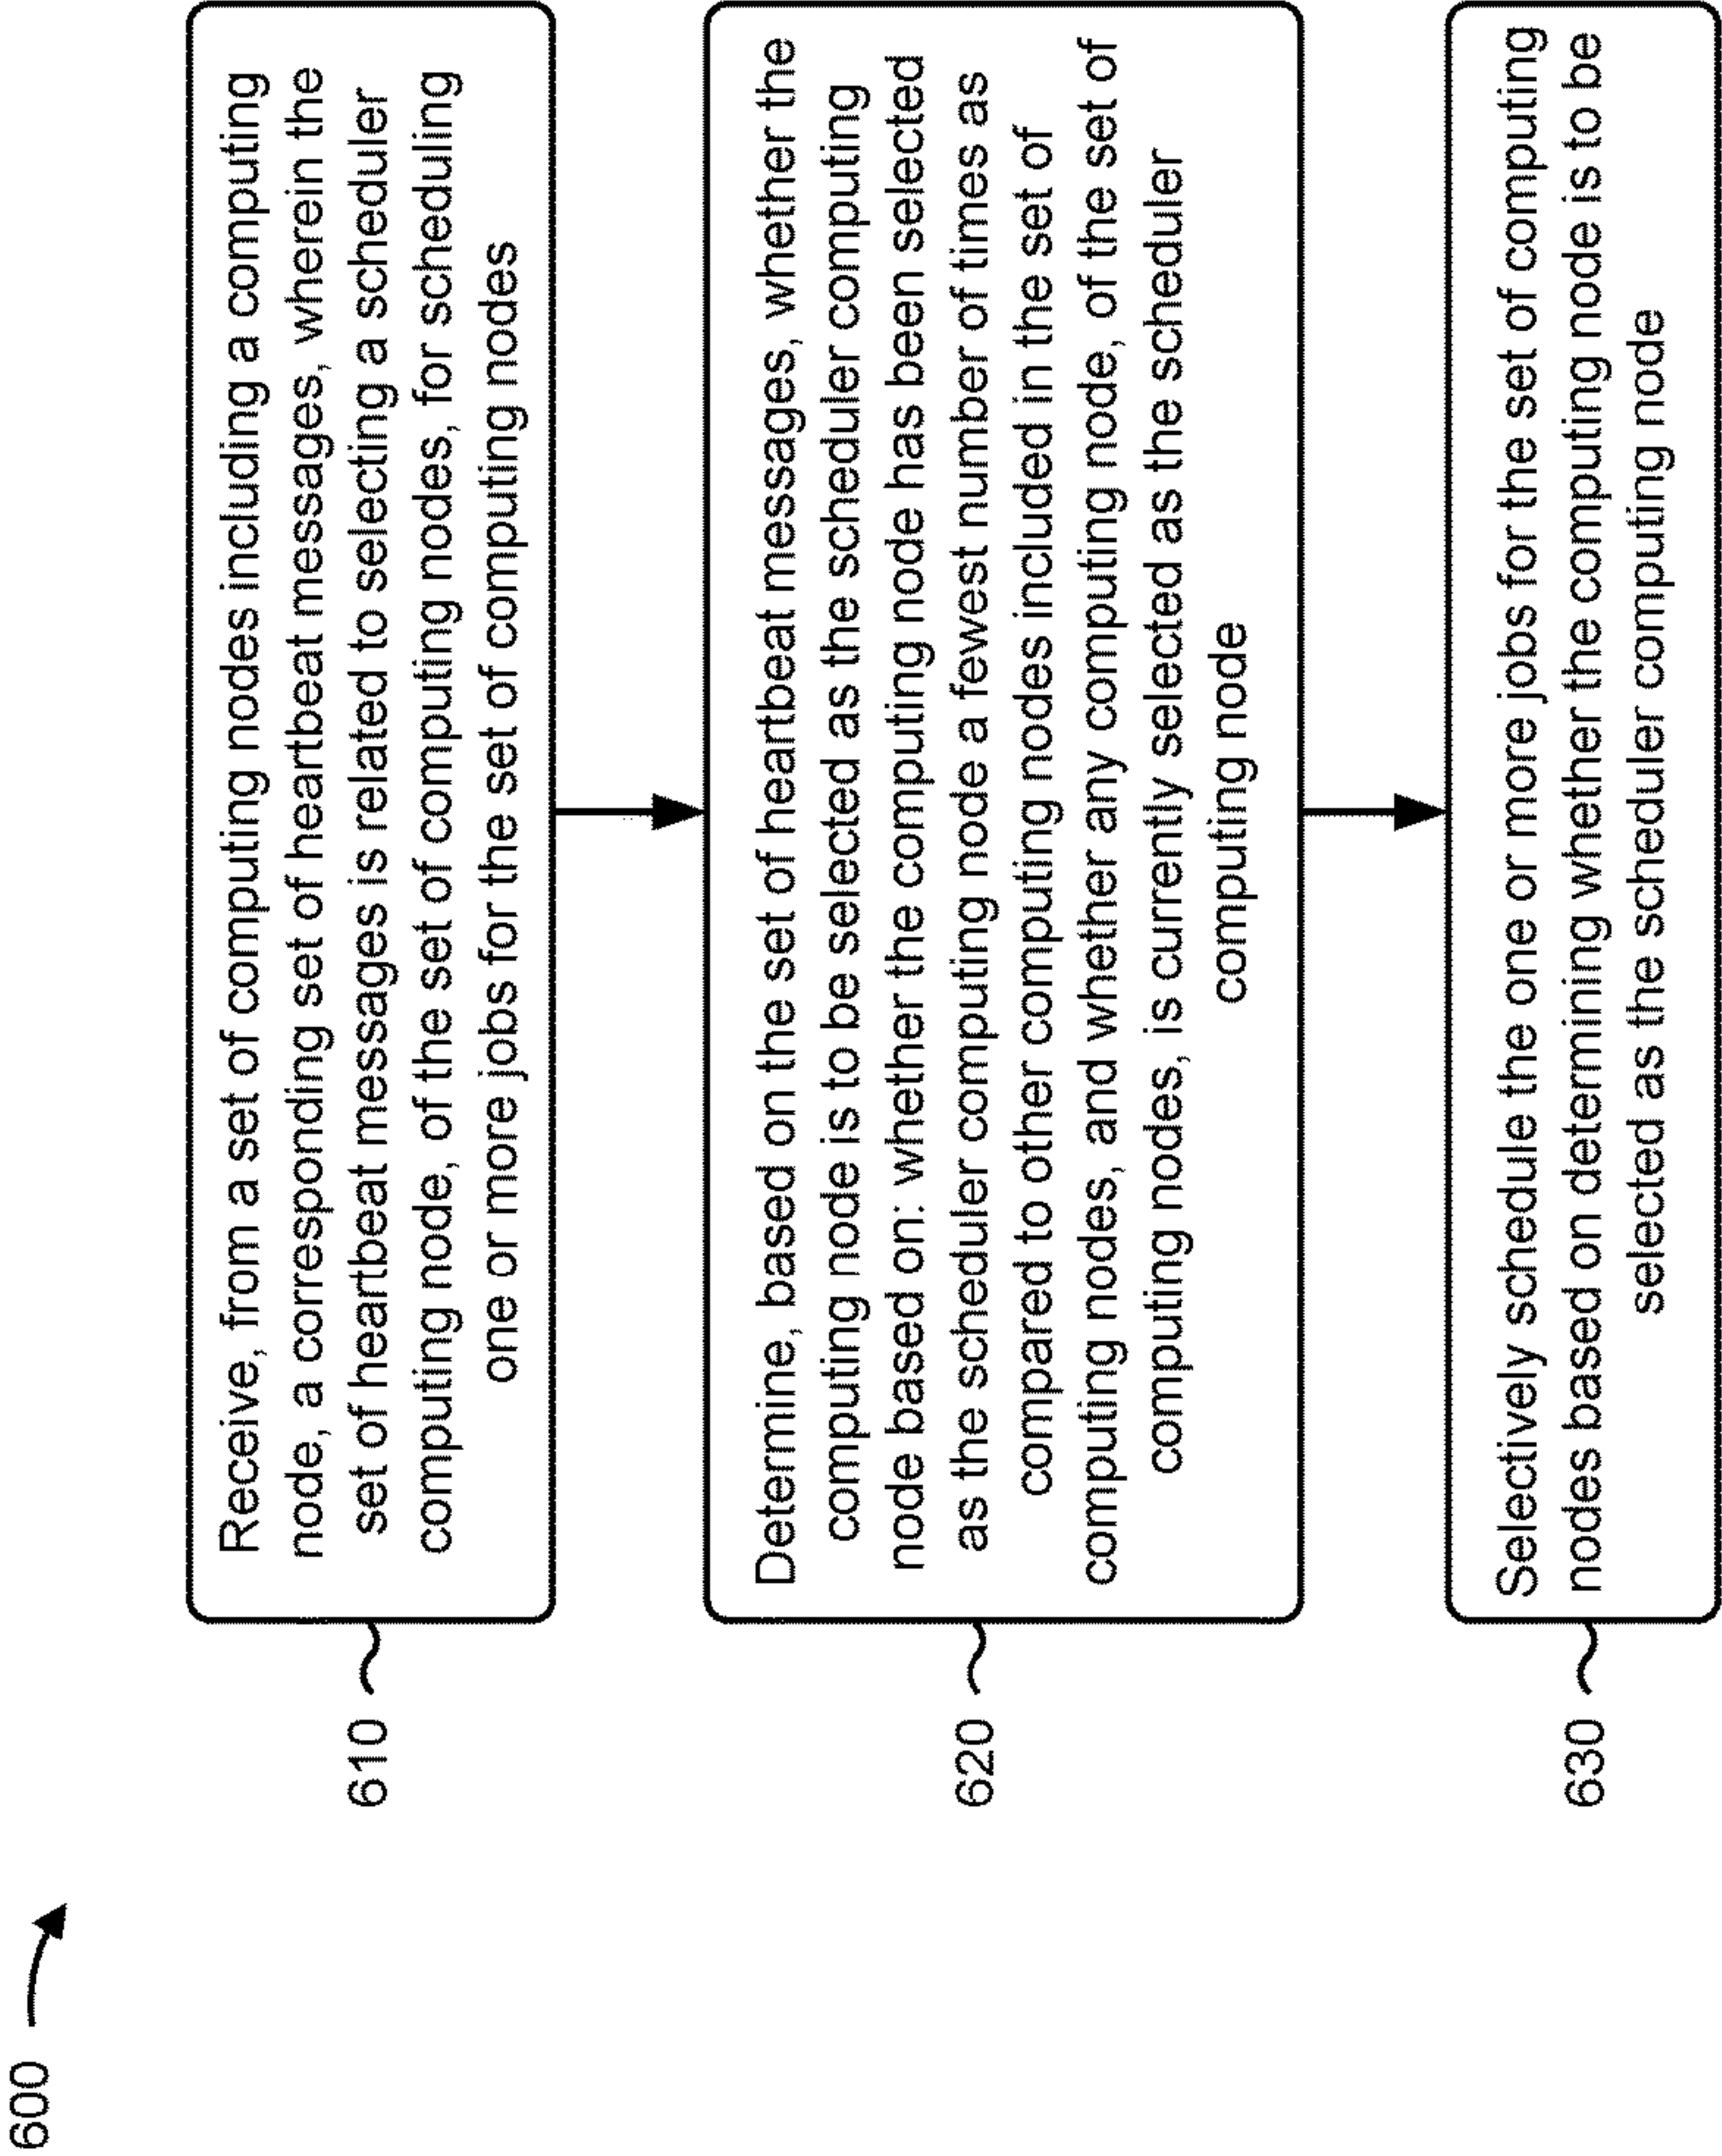 600
610
Receive, from a set of computing nodes including a computing
node, a corresponding set of heartbeat messages, wherein the
set of heartbeat messages is related to selecting a scheduler
computing node, of the set of computing nodes, for scheduling
one or more jobs for the set of computing nodes
620
Determine, based on the set of heartbeat messages, whether the
computing node is to be selected as the scheduler computing
node based on: whether the computing node has been selected
as the scheduler computing node a fewest number of times as
compared to other computing nodes included in the set of
computing nodes, and whether any computing node, of the set of
computing nodes, is currently selected as the scheduler
computing node
630
Selectively schedule the one or more jobs for the set of computing
nodes based on determining whether the computing node is to be
selected as the scheduler computing node